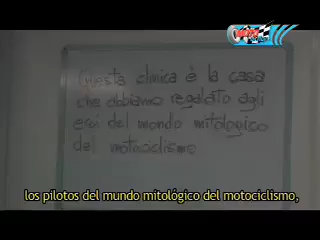 Questa clinica è la casa
che abbiamo regalato agli
eroi del mondo mitologico
del motociclismo
los pilotos del mundo mitológico del motociclismo,